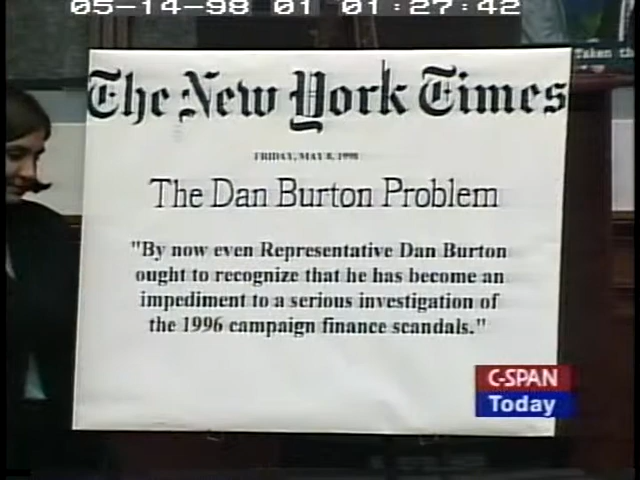 05-14-98 01 01:27:42
Taken th
The New York Times
FRIDAY, MAY 8, 1998
The Dan Burton Problem
"By now even Representative Dan Burton
ought to recognize that he has become an
impediment to a serious investigation of
the 1996 campaign finance scandals."
C-SPAN
Today